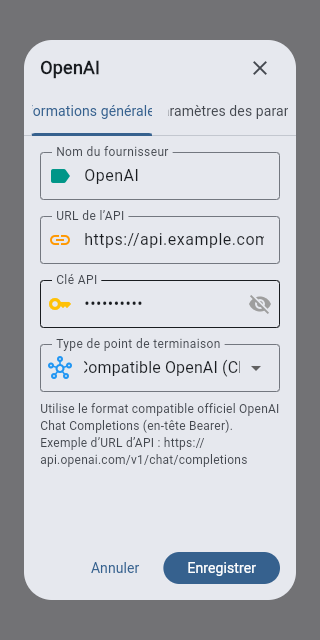 OpenAI
formations générale
ramètres des parar
Nom du fournisseur
OpenAI
URL de l'API
https://api.example.com
Clé API
••••••••••
Type de point de terminaison
Compatible OpenAI (Cl
Utilise le format compatible officiel OpenAI
Chat Completions (en-tête Bearer).
Exemple d'URL d'API : https://
api.openai.com/v1/chat/completions
Annuler
Enregistrer